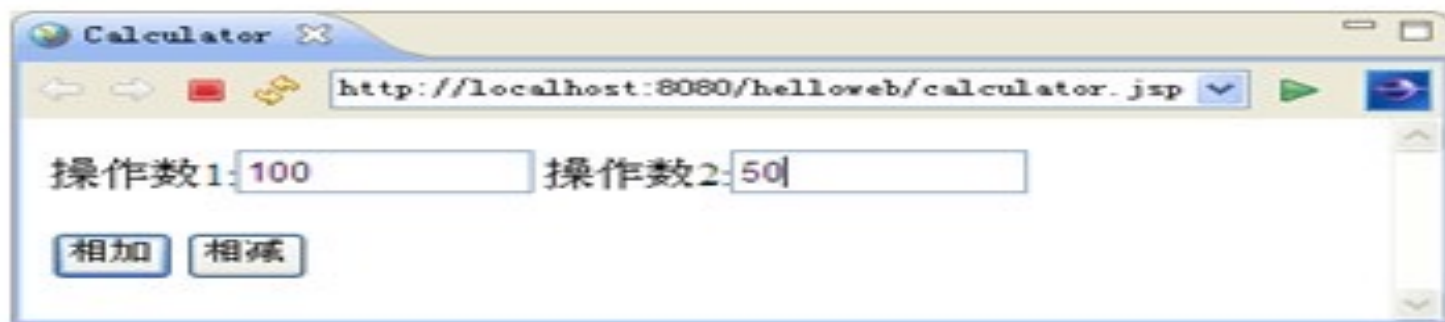 Calculator
http://localhost:8080/helloweb/calculator.jsp
操作数1:100 操作数2:50
相加 相减